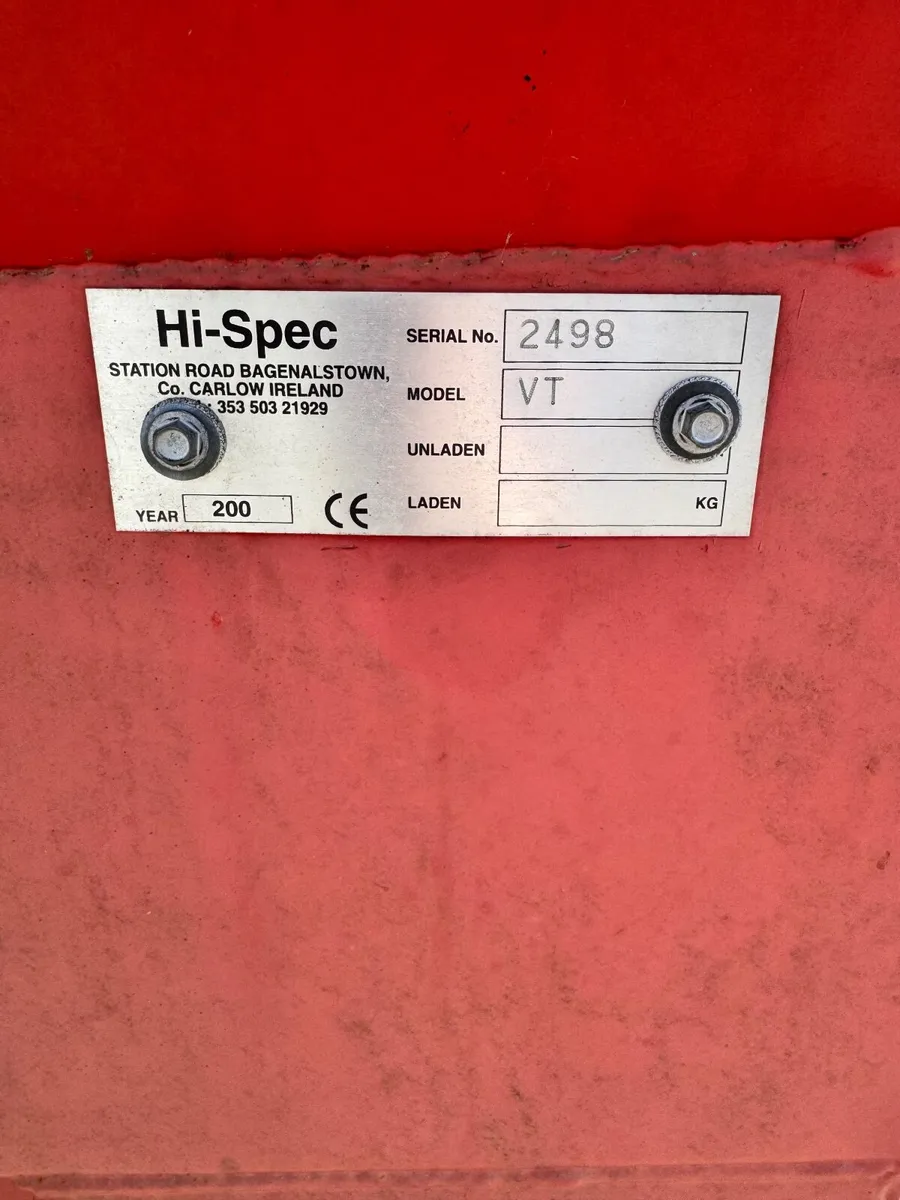 Hi-Spec
STATION ROAD BAGENALSTOWN,
Co. CARLOW IRELAND
: 353 503 21929
YEAR 200
CE
SERIAL No. 2498
MODEL VT
UNLADEN
LADEN KG